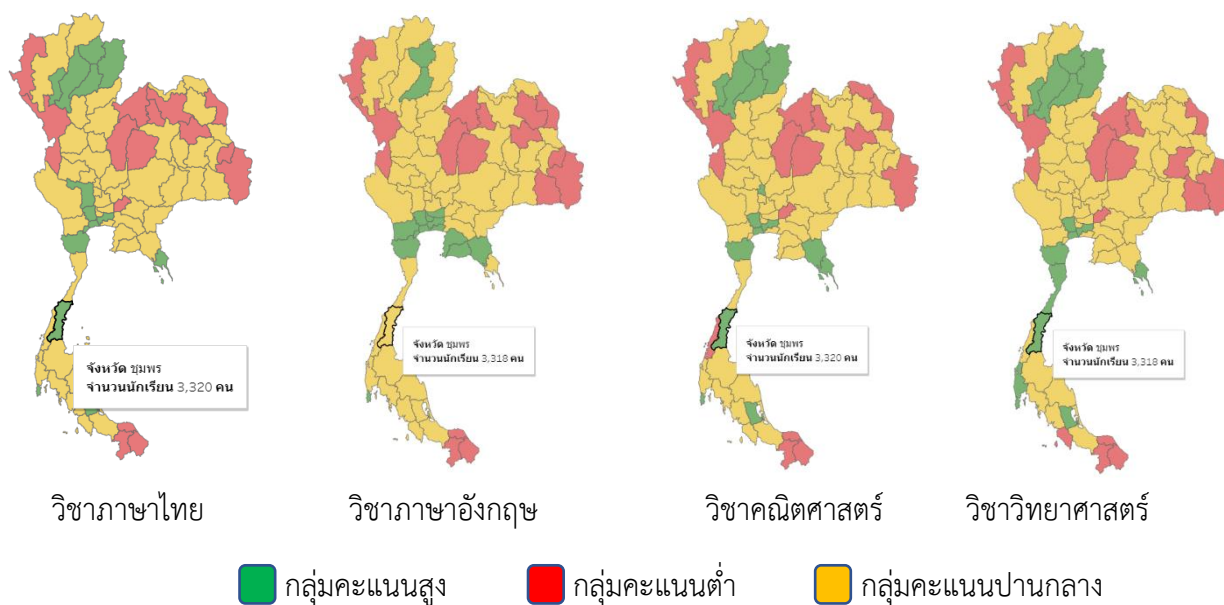 จังหวัด ชุมพร
จำนวนนักเรียน 3,320 คน
จังหวัด ชุมพร
จำนวนนักเรียน 3,318 คน
จังหวัด ชุมพร
จำนวนนักเรียน 3,320 คน
จังหวัด ชุมพร
จำนวนนักเรียน 3,318 คน
วิชาภาษาไทย
วิชาภาษาอังกฤษ
วิชาคณิตศาสตร์
วิชาวิทยาศาสตร์
กลุ่มคะแนนสูง
กลุ่มคะแนนต่ำ
กลุ่มคะแนนปานกลาง